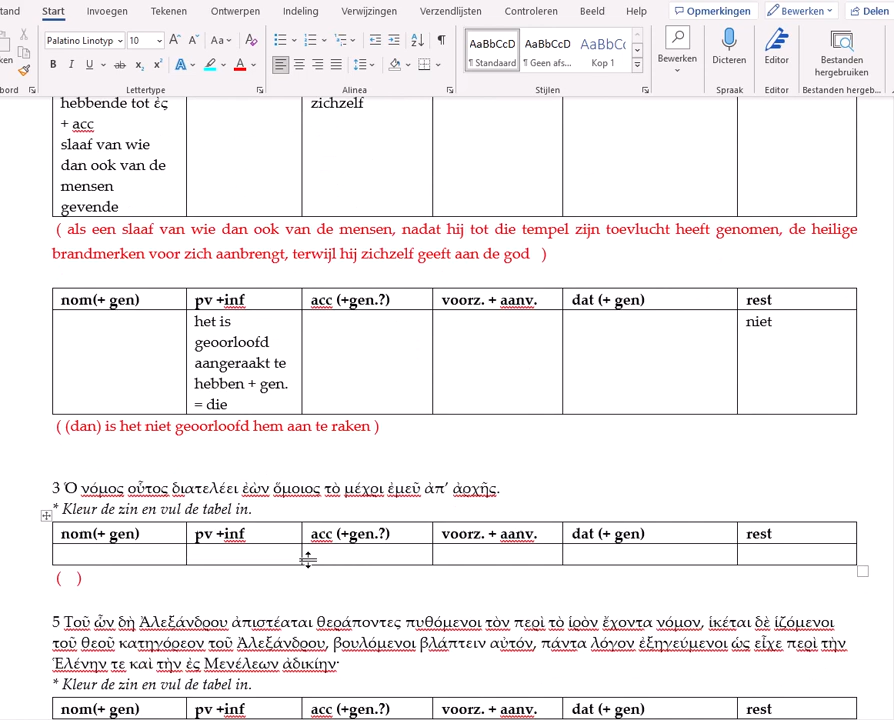 tand Start Invoegen Tekenen Ontwerpen Indeling Verwijzingen Verzendlijsten Controleren Beeld Help Opmerkingen Bewerken Delen
ken Palatino Linotyp 10 A A Aa A
B I U ab x₂ x² A A
AaBbCcD AaBbCcD AaBbCc
¶ Standaard ¶ Geen afs... Kop 1
Bewerken Dicteren Editor Bestanden hergebruiken
bord Lettertype Alinea Stijlen Spraak Editor Bestanden hergeb...
hebbende tot ἐς zichzelf
+ acc
slaaf van wie
dan ook van de
mensen
gevende
( als een slaaf van wie dan ook van de mensen, nadat hij tot die tempel zijn toevlucht heeft genomen, de heilige
brandmerken voor zich aanbrengt, terwijl hij zichzelf geeft aan de god )
nom(+ gen) pv +inf acc (+gen.?) voorz. + aanv. dat (+ gen) rest
het is niet
geoorloofd
aangeraakt te
hebben + gen.
= die
( (dan) is het niet geoorloofd hem aan te raken )
3 Ὁ νόμος οὗτος διατελέει ἐὼν ὅμοιος τὸ μέχρι ἐμεῦ ἀπ’ ἀρχῆς.
* Kleur de zin en vul de tabel in.
nom(+ gen) pv +inf acc (+gen.?) voorz. + aanv. dat (+ gen) rest
( )
5 Τοῦ ὦν δὴ Ἀλεξάνδρου ἀπιστέαται θεράποντες πυθόμενοι τὸν περὶ τὸ ἱρὸν ἔχοντα νόμον, ἱκέται δὲ ἱζόμενοι
τοῦ θεοῦ κατηγόρεον τοῦ Ἀλεξάνδρου, βουλόμενοι βλάπτειν αὐτόν, πάντα λόγον ἐξηγεύμενοι ὡς εἶχε περὶ τὴν
Ἑλένην τε καὶ τὴν ἐς Μενέλεων ἀδικίην·
* Kleur de zin en vul de tabel in.
nom(+ gen) pv +inf acc (+gen.?) voorz. + aanv. dat (+ gen) rest